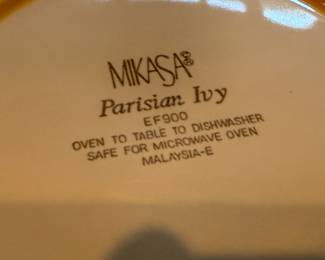 MIKASA
Parisian Ivy
EF900
OVEN TO TABLE TO DISHWASHER
SAFE FOR MICROWAVE OVEN
MALAYSIA-E